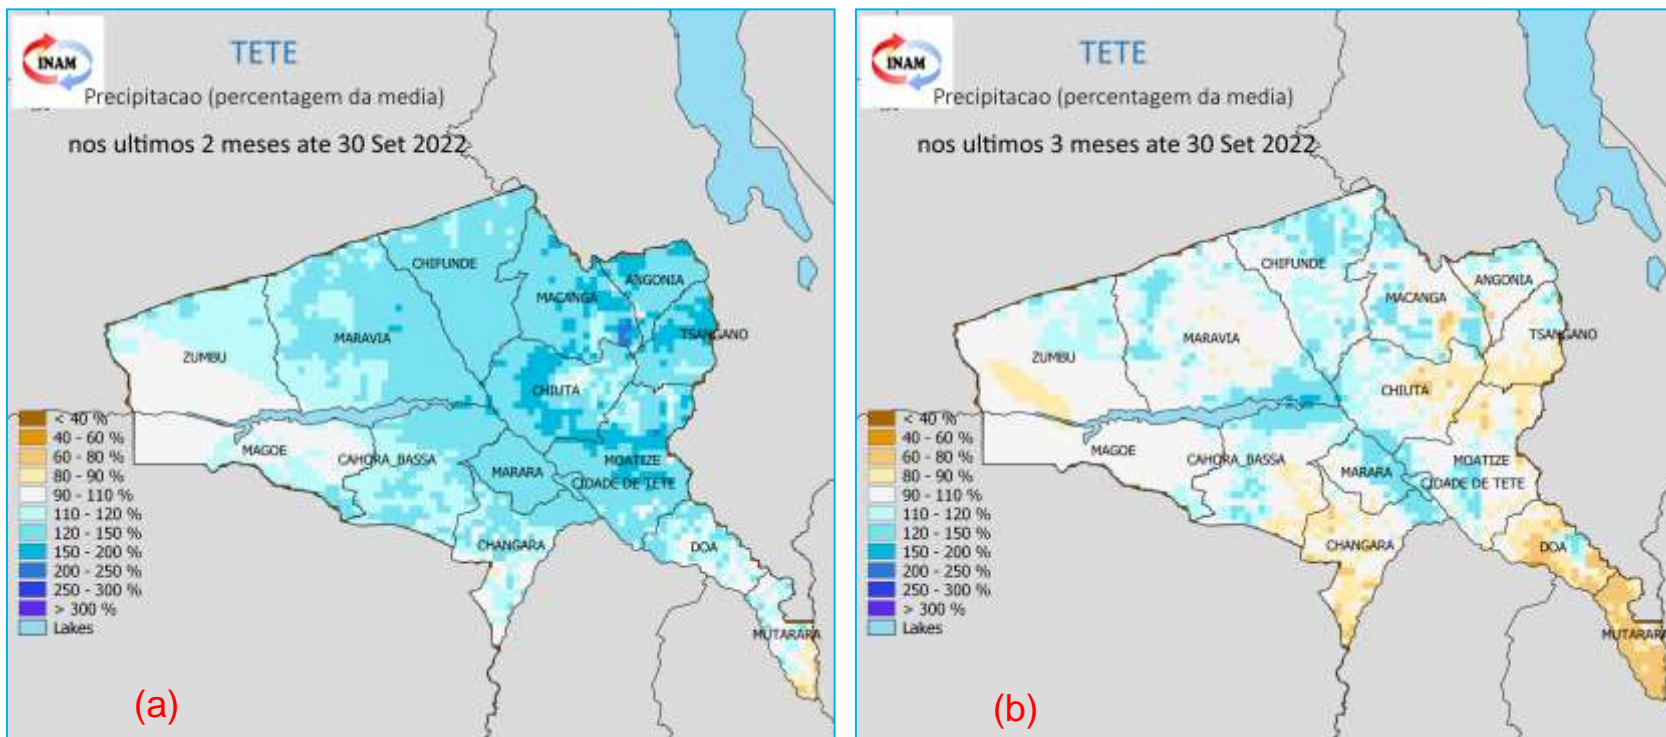 INAM
TETE
Precipitacao (percentagem da media)
nos ultimos 2 meses ate 30 Set 2022
CHIFUNDE
ANGONIA
MACANGA
TSANGANO
MARAVIA
ZUMBU
CHIUTA
MAGOE
CAHORA_BASSA
MOATIZE
MARARA
CIDADE DE TETE
CHANGARA
DOA
MUTARARA
< 40 %
40 - 60 %
60 - 80 %
80 - 90 %
90 - 110 %
110 - 120 %
120 - 150 %
150 - 200 %
200 - 250 %
250 - 300 %
> 300 %
Lakes
(a)
INAM
TETE
Precipitacao (percentagem da media)
nos ultimos 3 meses ate 30 Set 2022
CHIFUNDE
ANGONIA
MACANGA
TSANGANO
MARAVIA
ZUMBU
CHIUTA
MAGOE
CAHORA_BASSA
MOATIZE
MARARA
CIDADE DE TETE
CHANGARA
DOA
MUTARARA
< 40 %
40 - 60 %
60 - 80 %
80 - 90 %
90 - 110 %
110 - 120 %
120 - 150 %
150 - 200 %
200 - 250 %
250 - 300 %
> 300 %
Lakes
(b)